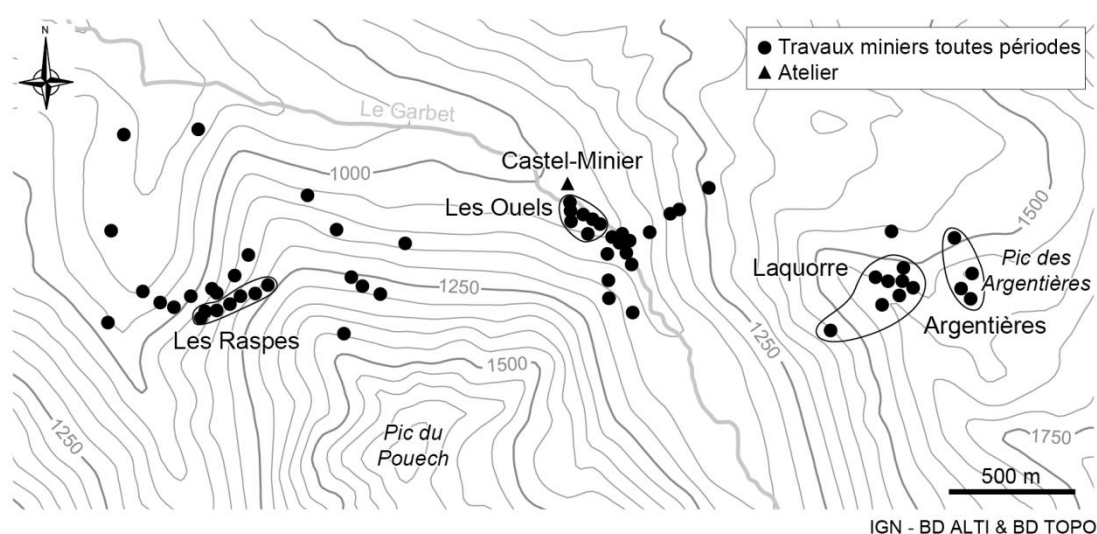 N
Travaux miniers toutes périodes
Atelier
Le Garbet
Castel-Minier
1000
Les Ouels
1500
Laquorre
Pic des
Argentières
1250
1250
Argentières
Les Raspes
1500
1250
Pic du
Pouech
1750
500 m
IGN - BD ALTI & BD TOPO